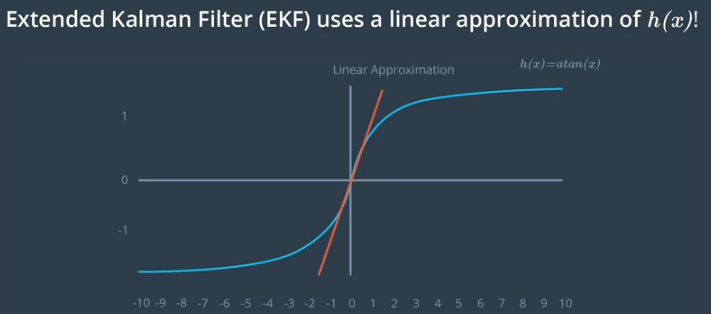 Extended Kalman Filter (EKF) uses a linear approximation of h(x)!
Linear Approximation
h(x)=atan(x)
1
0
-1
-10 -9 -8 -7 -6 -5 -4 -3 -2 -1 0 1 2 3 4 5 6 7 8 9 10